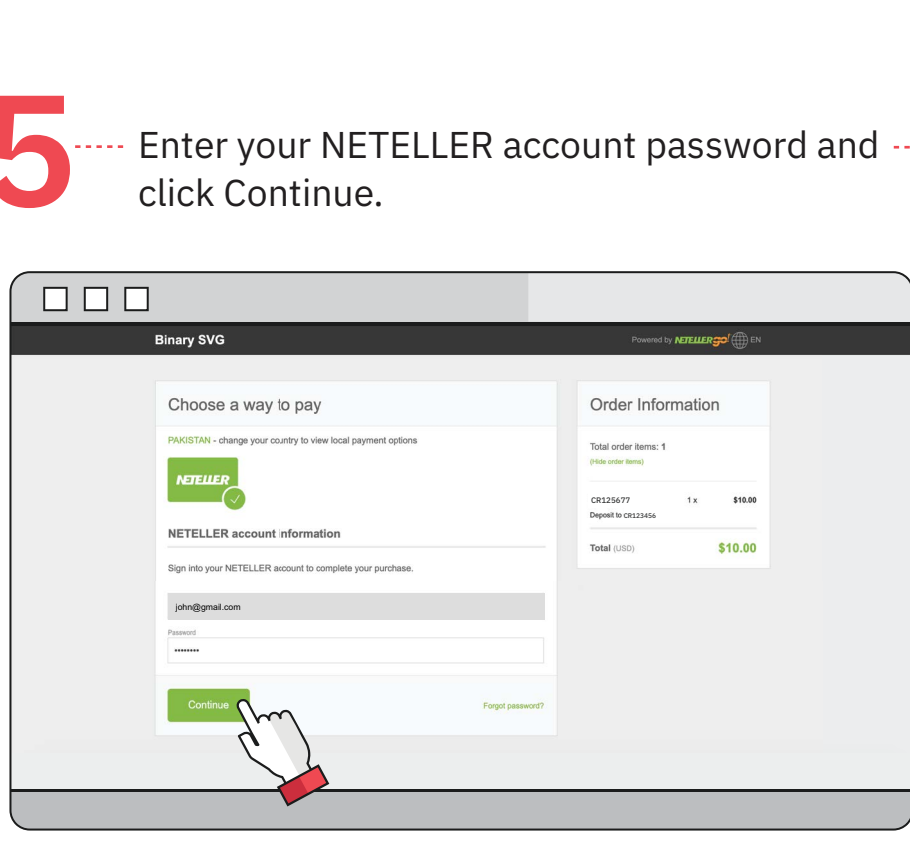 5
Enter your NETELLER account password and
click Continue.
Binary SVG
Powered by NETELLER go! EN
Choose a way to pay
PAKISTAN - change your country to view local payment options
NETELLER
NETELLER account information
Sign into your NETELLER account to complete your purchase.
john@gmail.com
Password
••••••••
Continue
Forgot password?
Order Information
Total order items: 1
(Hide order items)
CR125677 1 x $10.00
Deposit to CR123456
Total (USD) $10.00